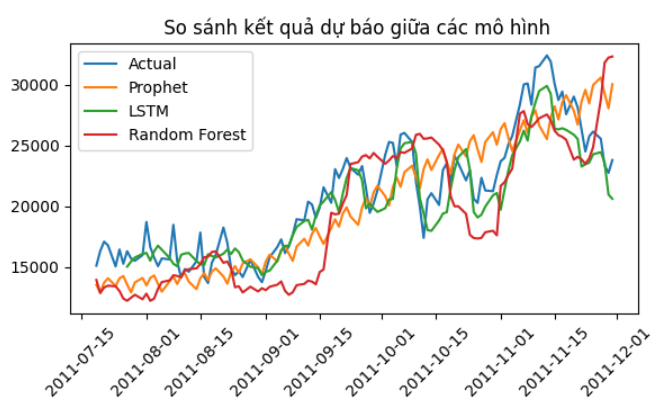 So sánh kết quả dự báo giữa các mô hình
Actual
Prophet
LSTM
Random Forest
30000
25000
20000
15000
2011-07-15
2011-08-01
2011-08-15
2011-09-01
2011-09-15
2011-10-01
2011-10-15
2011-11-01
2011-11-15
2011-12-01